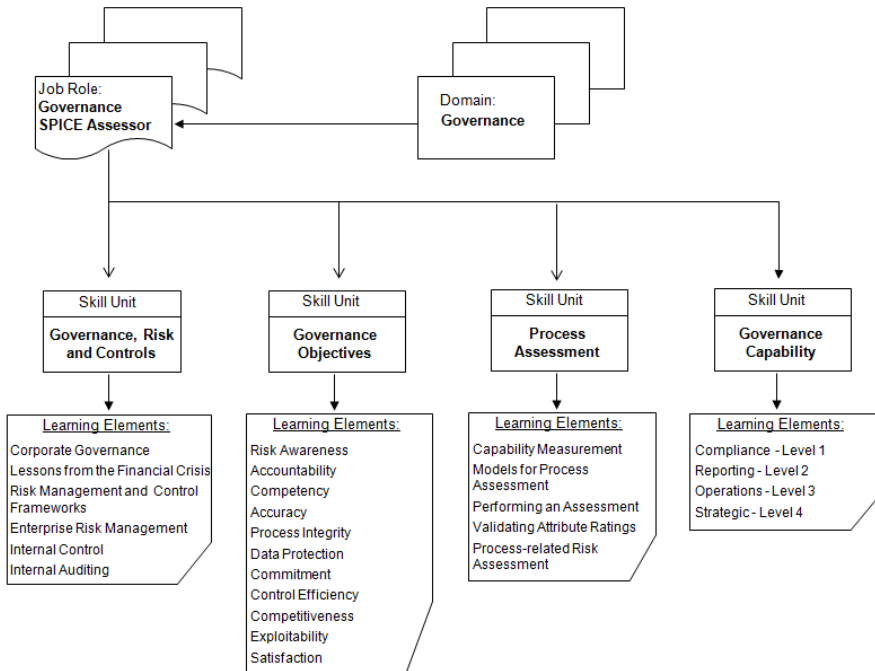 Job Role:
Governance
SPICE Assessor
Domain:
Governance
Skill Unit
Governance, Risk
and Controls
Skill Unit
Governance
Objectives
Skill Unit
Process
Assessment
Skill Unit
Governance
Capability
Learning Elements:
Corporate Governance
Lessons from the Financial Crisis
Risk Management and Control
Frameworks
Enterprise Risk Management
Internal Control
Internal Auditing
Learning Elements:
Risk Awareness
Accountability
Competency
Accuracy
Process Integrity
Data Protection
Commitment
Control Efficiency
Competitiveness
Exploitability
Satisfaction
Learning Elements:
Capability Measurement
Models for Process
Assessment
Performing an Assessment
Validating Attribute Ratings
Process-related Risk
Assessment
Learning Elements:
Compliance - Level 1
Reporting - Level 2
Operations - Level 3
Strategic - Level 4